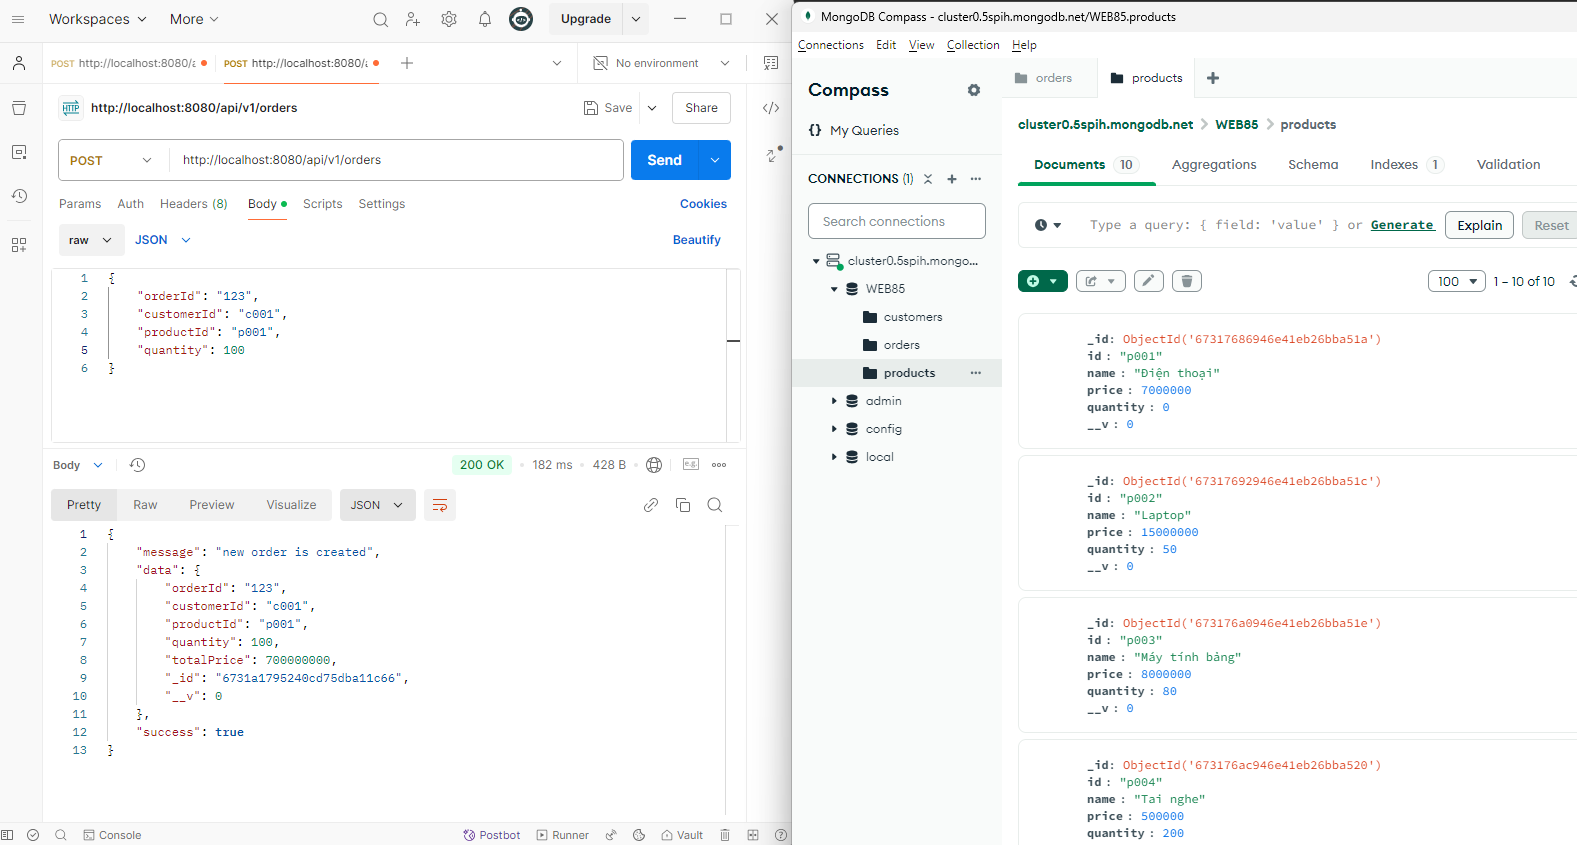 Workspaces
More
Upgrade
POST http://localhost:8080/a
POST http://localhost:8080/a
No environment
HTTP
http://localhost:8080/api/v1/orders
Save
Share
POST
http://localhost:8080/api/v1/orders
Send
Params
Auth
Headers (8)
Body
Scripts
Settings
Cookies
raw
JSON
Beautify
1 {
2 "orderId": "123",
3 "customerId": "c001",
4 "productId": "p001",
5 "quantity": 100
6 }
Body
200 OK
182 ms
428 B
e.g.
Pretty
Raw
Preview
Visualize
JSON
1 {
2 "message": "new order is created",
3 "data": {
4 "orderId": "123",
5 "customerId": "c001",
6 "productId": "p001",
7 "quantity": 100,
8 "totalPrice": 700000000,
9 "_id": "6731a1795240cd75dba11c66",
10 "__v": 0
11 },
12 "success": true
13 }
Console
Postbot
Runner
Vault
MongoDB Compass - cluster0.5spih.mongodb.net/WEB85.products
Connections
Edit
View
Collection
Help
Compass
{} My Queries
CONNECTIONS (1)
Search connections
cluster0.5spih.mongo...
WEB85
customers
orders
products
admin
config
local
orders
products
cluster0.5spih.mongodb.net > WEB85 > products
Documents 10
Aggregations
Schema
Indexes 1
Validation
Type a query: { field: 'value' } or Generate
Explain
Reset
100
1 – 10 of 10
_id: ObjectId('67317686946e41eb26bba51a')
id : "p001"
name : "Điện thoại"
price : 7000000
quantity : 0
__v : 0
_id: ObjectId('67317692946e41eb26bba51c')
id : "p002"
name : "Laptop"
price : 15000000
quantity : 50
__v : 0
_id: ObjectId('673176a0946e41eb26bba51e')
id : "p003"
name : "Máy tính bảng"
price : 8000000
quantity : 80
__v : 0
_id: ObjectId('673176ac946e41eb26bba520')
id : "p004"
name : "Tai nghe"
price : 500000
quantity : 200